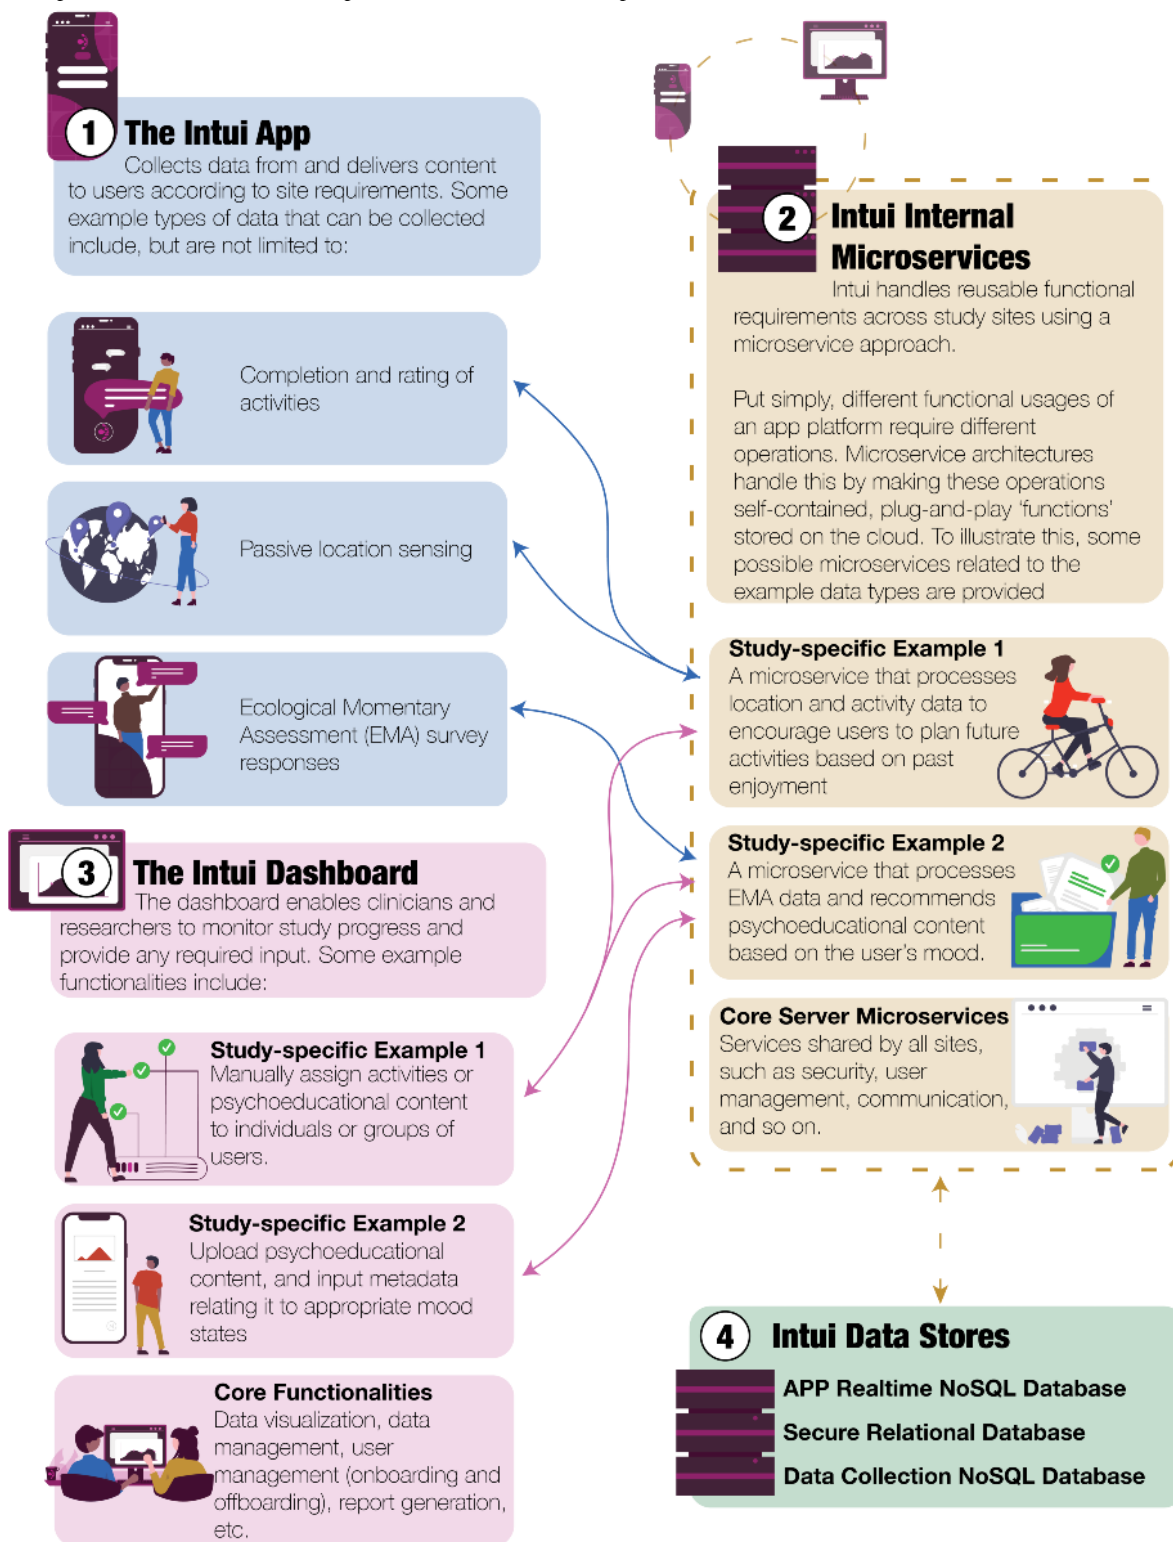 1
The Intui App
Collects data from and delivers content
to users according to site requirements. Some
example types of data that can be collected
include, but are not limited to:
Completion and rating of
activities
Passive location sensing
Ecological Momentary
Assessment (EMA) survey
responses
2
Intui Internal
Microservices
Intui handles reusable functional
requirements across study sites using a
microservice approach.
Put simply, different functional usages of
an app platform require different
operations. Microservice architectures
handle this by making these operations
self-contained, plug-and-play ‘functions’
stored on the cloud. To illustrate this, some
possible microservices related to the
example data types are provided
Study-specific Example 1
A microservice that processes
location and activity data to
encourage users to plan future
activities based on past
enjoyment
Study-specific Example 2
A microservice that processes
EMA data and recommends
psychoeducational content
based on the user’s mood.
Core Server Microservices
Services shared by all sites,
such as security, user
management, communication,
and so on.
3
The Intui Dashboard
The dashboard enables clinicians and
researchers to monitor study progress and
provide any required input. Some example
functionalities include:
Study-specific Example 1
Manually assign activities or
psychoeducational content
to individuals or groups of
users.
Study-specific Example 2
Upload psychoeducational
content, and input metadata
relating it to appropriate mood
states
Core Functionalities
Data visualization, data
management, user
management (onboarding and
offboarding), report generation,
etc.
4
Intui Data Stores
APP Realtime NoSQL Database
Secure Relational Database
Data Collection NoSQL Database